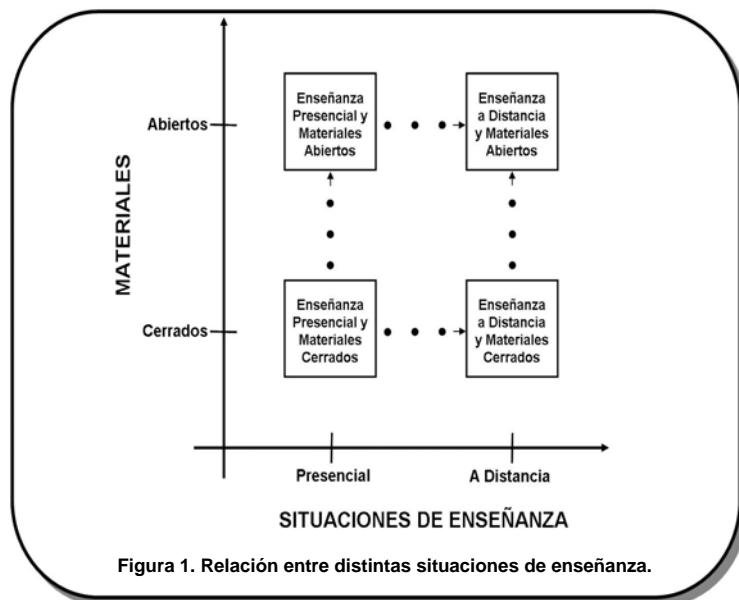 MATERIALES
Abiertos
Enseñanza
Presencial y
Materiales
Abiertos
Enseñanza
a Distancia
y Materiales
Abiertos
Cerrados
Enseñanza
Presencial y
Materiales
Cerrados
Enseñanza
a Distancia
y Materiales
Cerrados
Presencial
A Distancia
SITUACIONES DE ENSEÑANZA
Figura 1. Relación entre distintas situaciones de enseñanza.